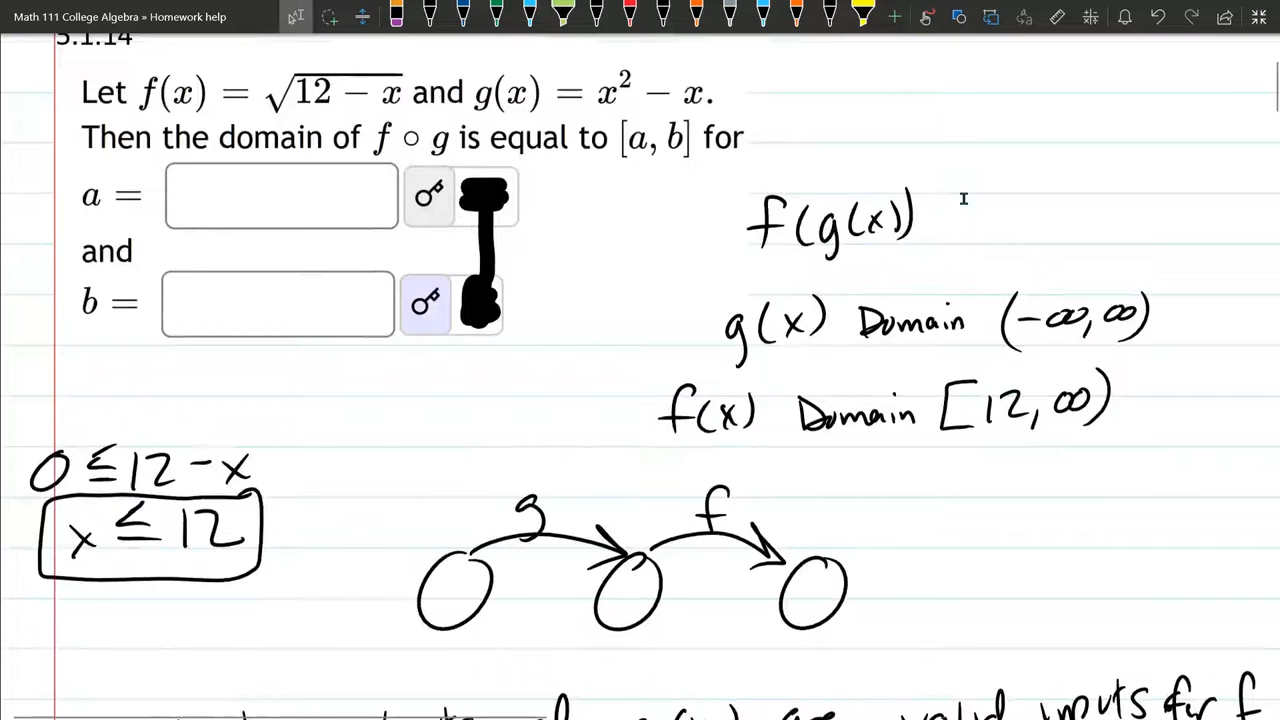 Math 111 College Algebra » Homework help
5.1.14
Let f(x) = √(12 − x) and g(x) = x² − x.
Then the domain of f ∘ g is equal to [a, b] for
a =
and
b =
f(g(x))
g(x) Domain (-∞, ∞)
f(x) Domain [12, ∞)
0 ≤ 12 - x
x ≤ 12
g f
are valid inputs for f